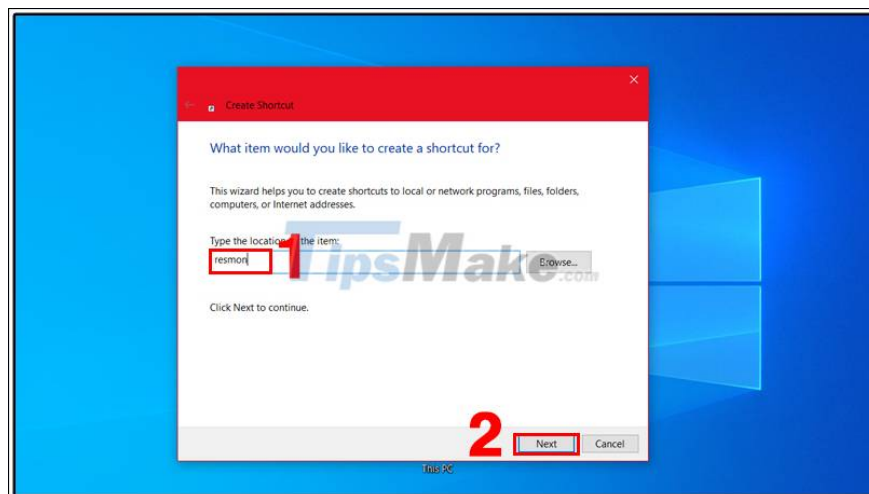 Create Shortcut
What item would you like to create a shortcut for?
This wizard helps you to create shortcuts to local or network programs, files, folders,
computers, or Internet addresses.
Type the location the item:
resmon
1
Browse...
TipsMake.com
Click Next to continue.
2
Next
Cancel
This PC